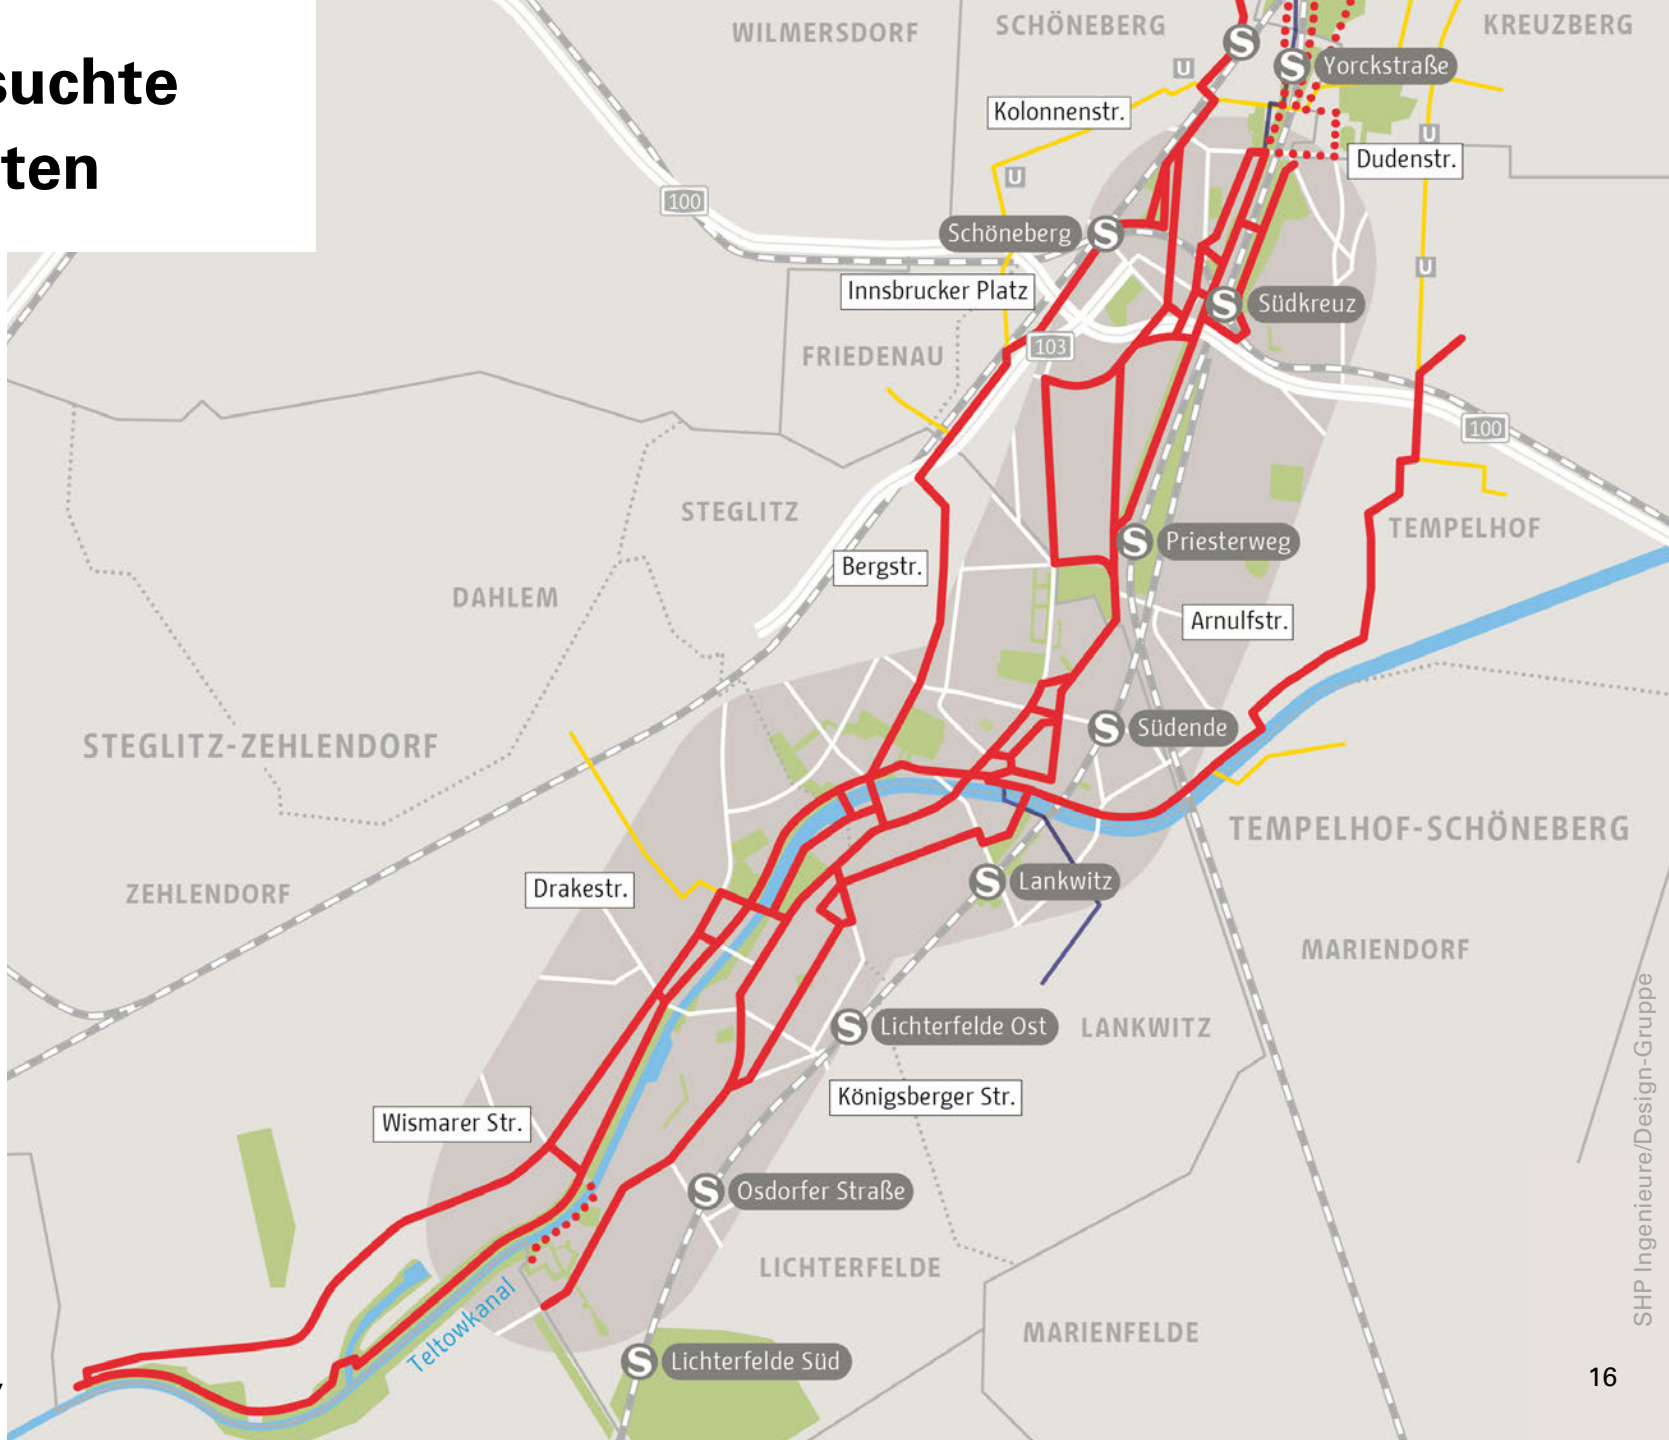 suchte
ten
WILMERSDORF
SCHÖNEBERG
KREUZBERG
S
S Yorckstraße
U
Kolonnenstr.
U
Dudenstr.
U
100
Schöneberg S
U
Innsbrucker Platz
S Südkreuz
103
FRIEDENAU
100
STEGLITZ
TEMPELHOF
S Priesterweg
Bergstr.
DAHLEM
Arnulfstr.
S Südende
STEGLITZ-ZEHLENDORF
TEMPELHOF-SCHÖNEBERG
S Lankwitz
Drakestr.
ZEHLENDORF
MARIENDORF
S Lichterfelde Ost
LANKWITZ
Königsberger Str.
Wismarer Str.
S Osdorfer Straße
LICHTERFELDE
Teltowkanal
MARIENFELDE
S Lichterfelde Süd
SHP Ingenieure/Design-Gruppe
16